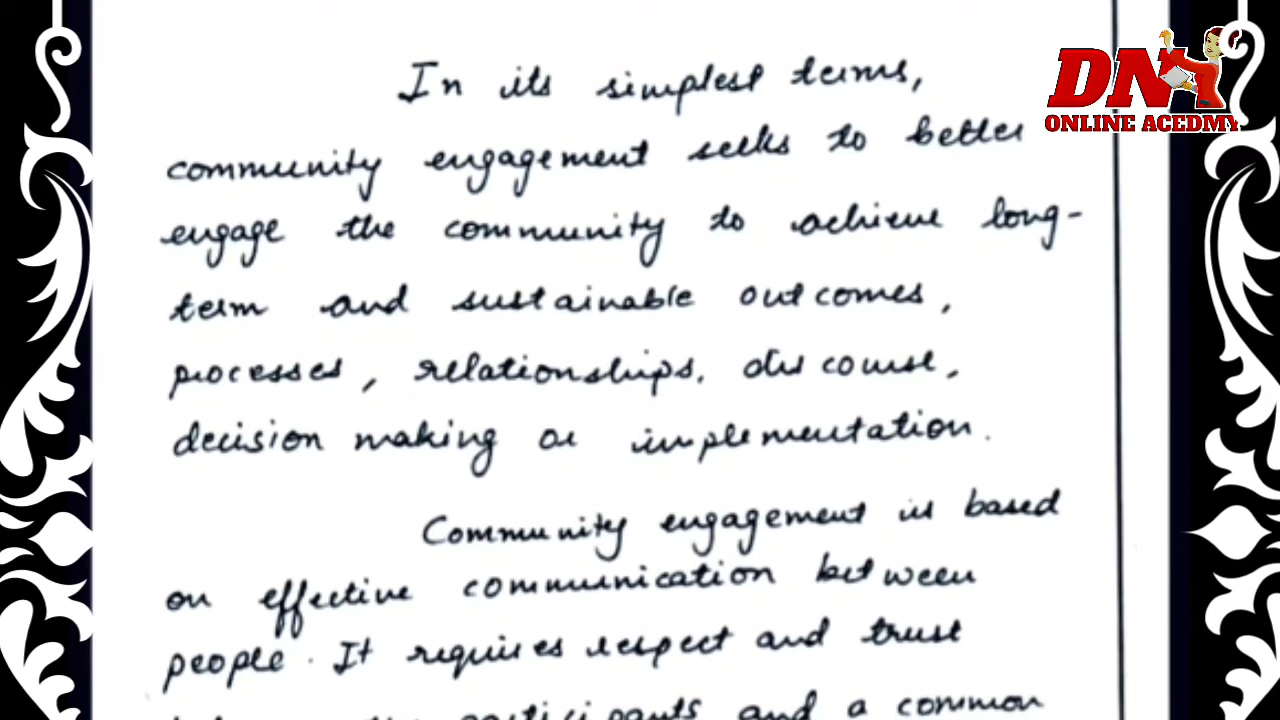 DN
ONLINE ACEDMY
In its simplest terms,
community engagement seeks to better
engage the community to achieve long-
term and sustainable outcomes,
processes, relationships, discourse,
decision making or implementation.
Community engagement is based
on effective communication between
people. It requires respect and trust
the participants and a common